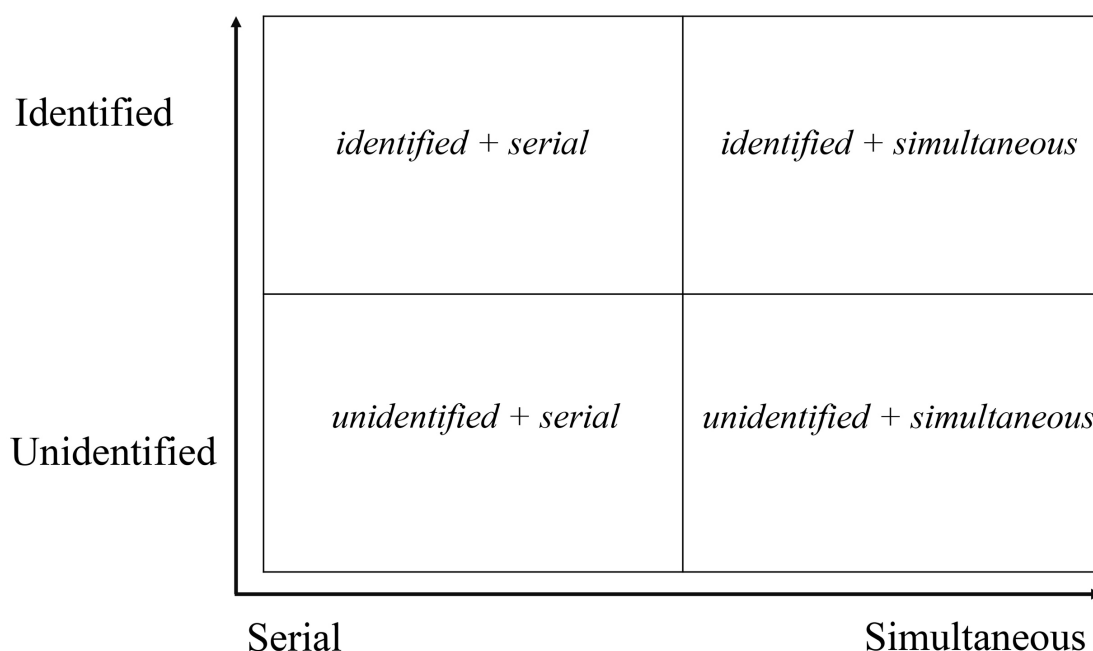 Identified
identified + serial
identified + simultaneous
unidentified + serial
unidentified + simultaneous
Unidentified
Serial
Simultaneous